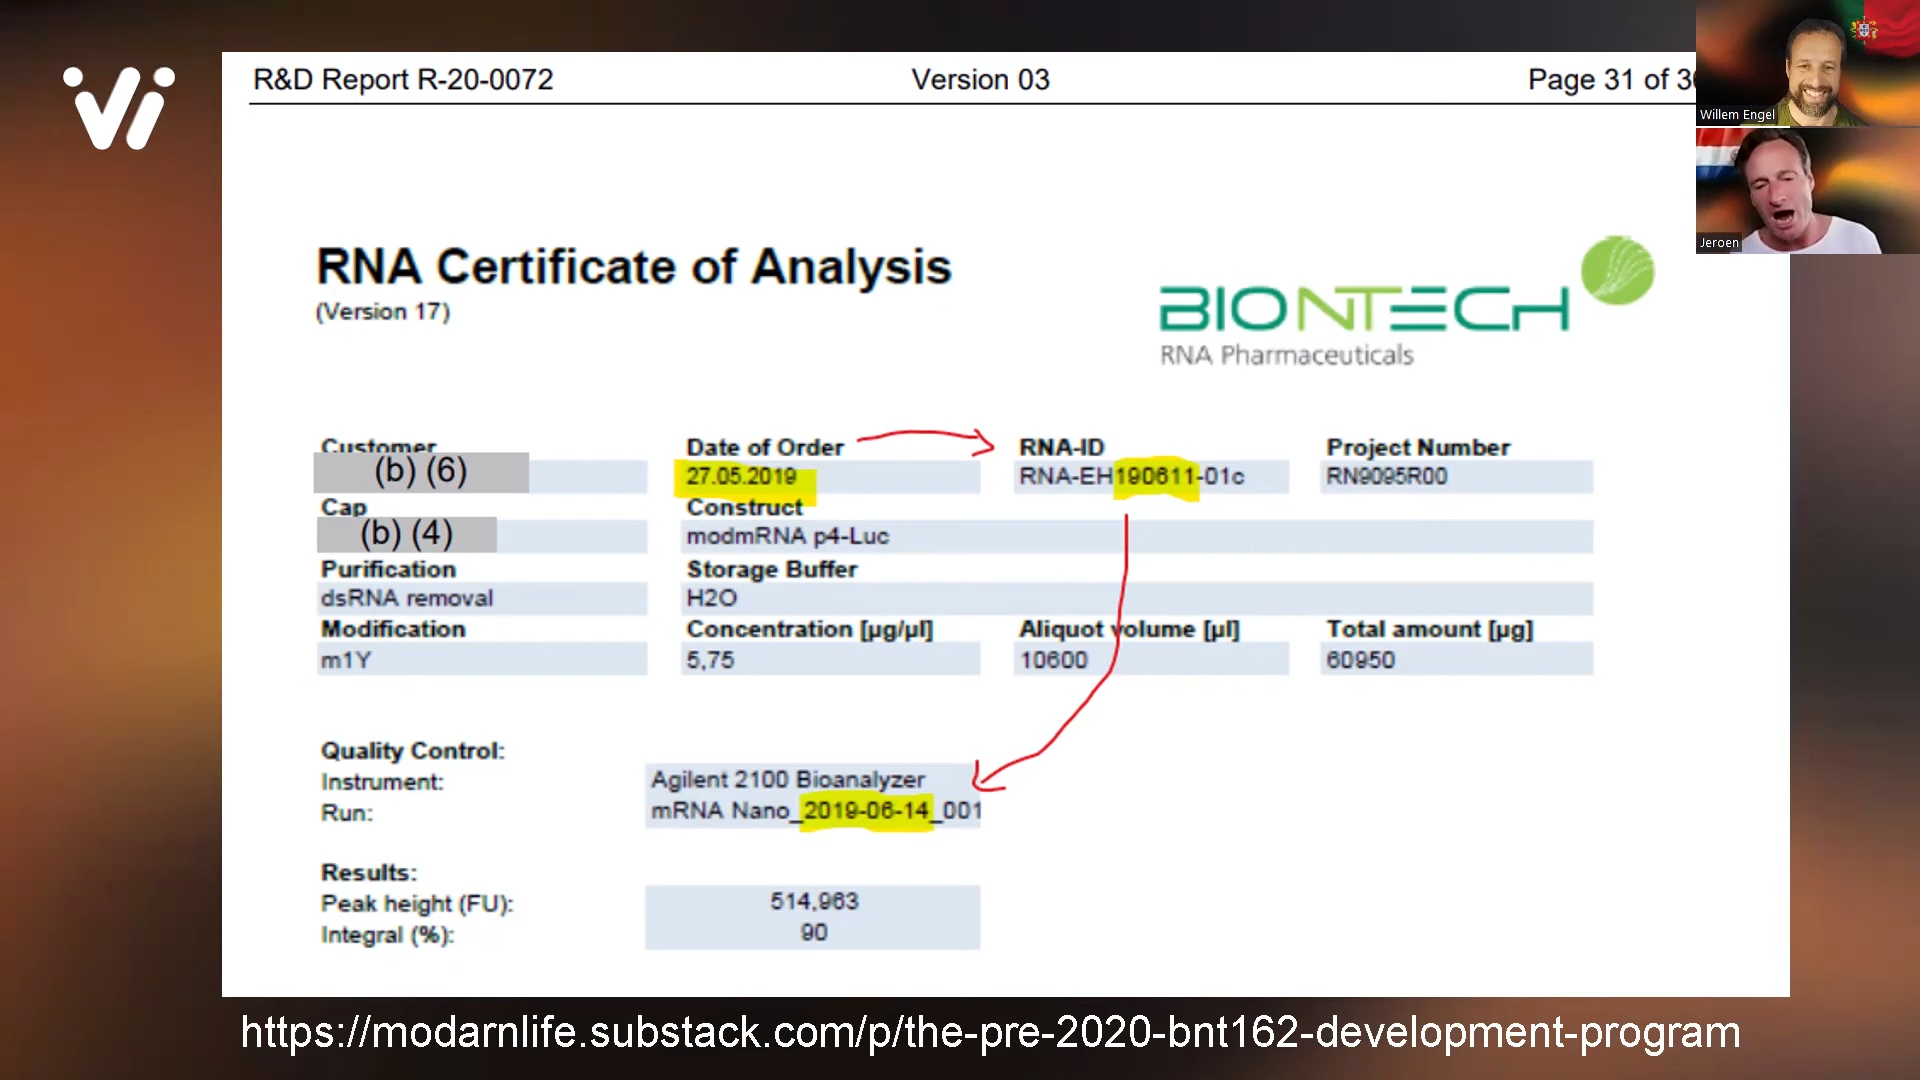 R&D Report R-20-0072 Version 03 Page 31 of 3
Willem Engel
Jeroen
RNA Certificate of Analysis
(Version 17)
BIONTECH
RNA Pharmaceuticals
Customer Date of Order RNA-ID Project Number
(b) (6) 27.05.2019 RNA-EH190611-01c RN9095R00
Cap Construct
(b) (4) modmRNA p4-Luc
Purification Storage Buffer
dsRNA removal H2O
Modification Concentration [µg/µl] Aliquot volume [µl] Total amount [µg]
m1Y 5,75 10600 60950
Quality Control:
Instrument: Agilent 2100 Bioanalyzer
Run: mRNA Nano_2019-06-14_001
Results:
Peak height (FU): 514,963
Integral (%): 90
https://modarnlife.substack.com/p/the-pre-2020-bnt162-development-program